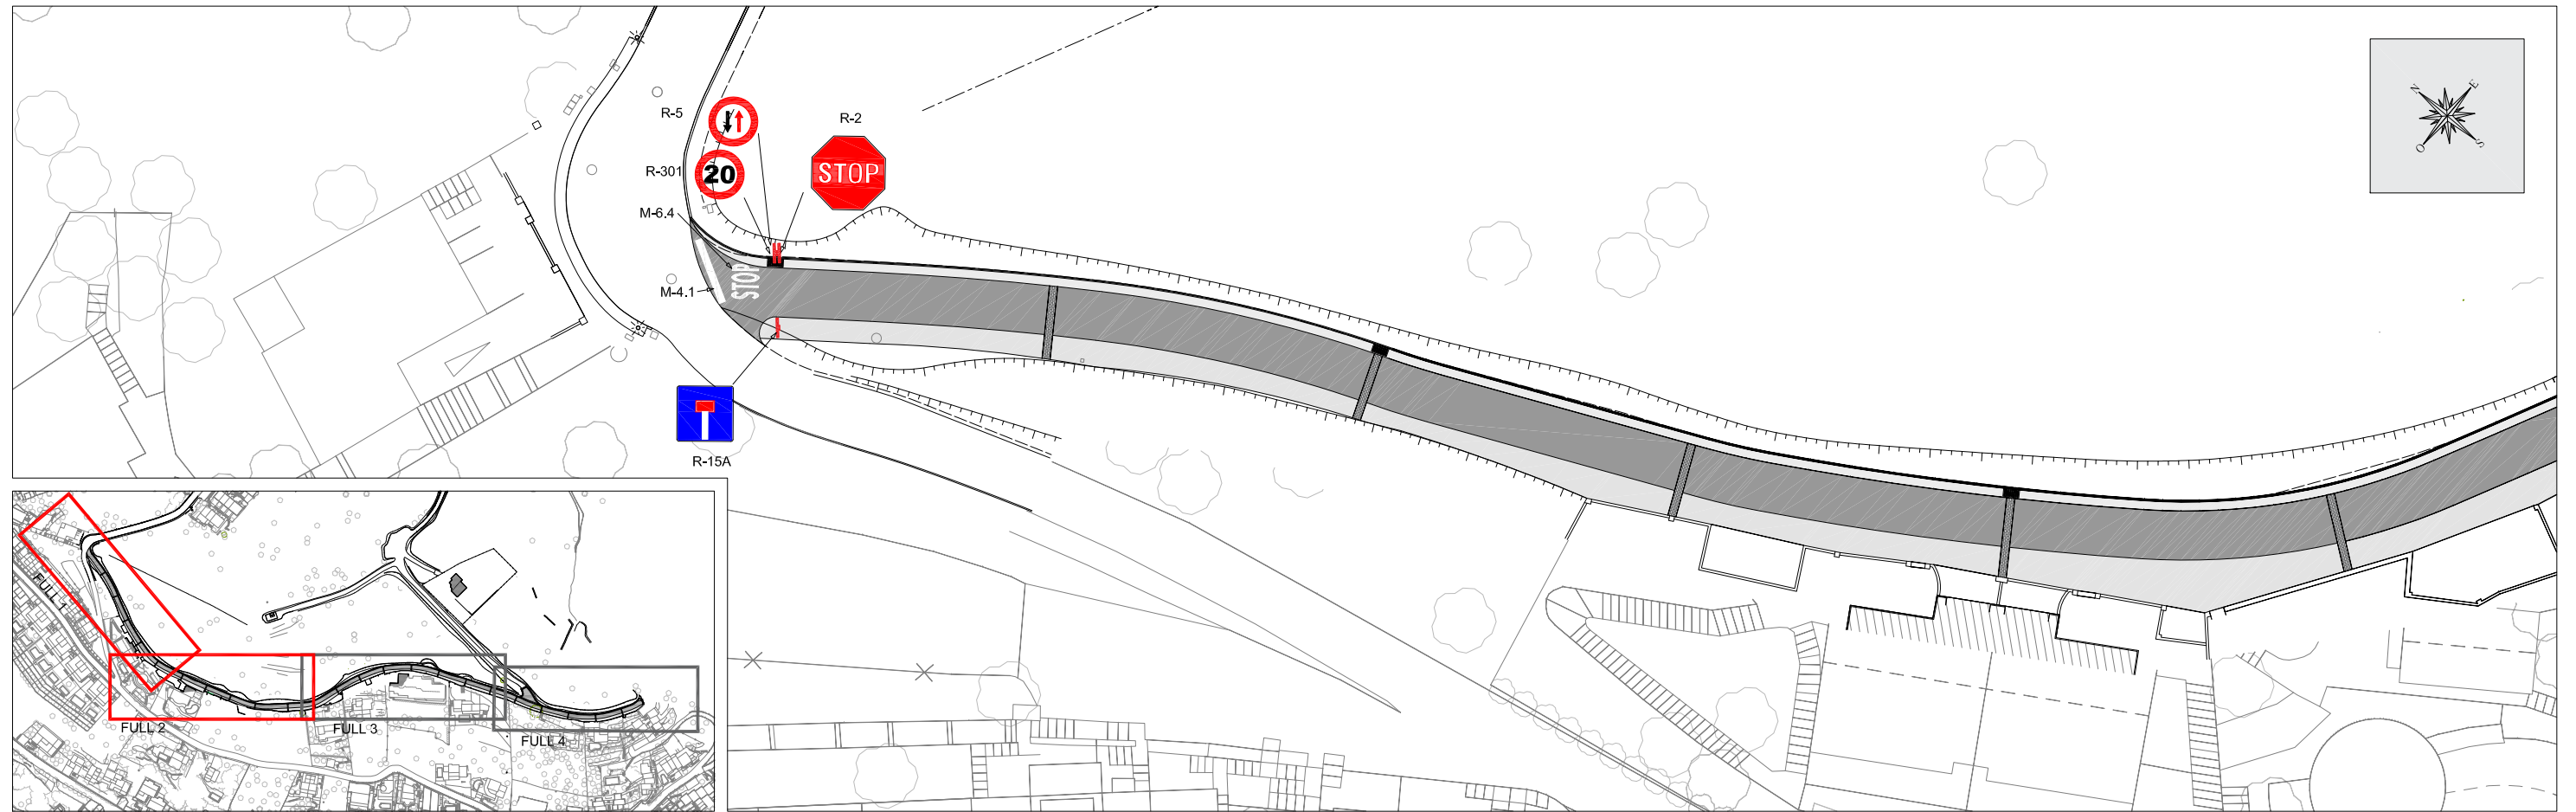 R-5
R-2
R-301
20
STOP
M-6.4
STOP
M-4.1
R-15A
N
E
O
S
FULL 1
FULL 2
FULL 3
FULL 4